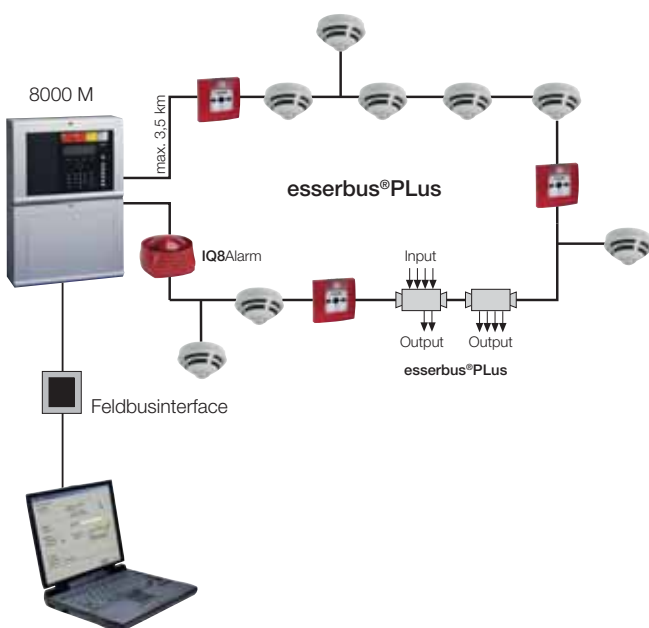 8000 M
max. 3,5 km
esserbus®PLus
IQ8Alarm
Input
Output
Output
esserbus®PLus
Feldbusinterface